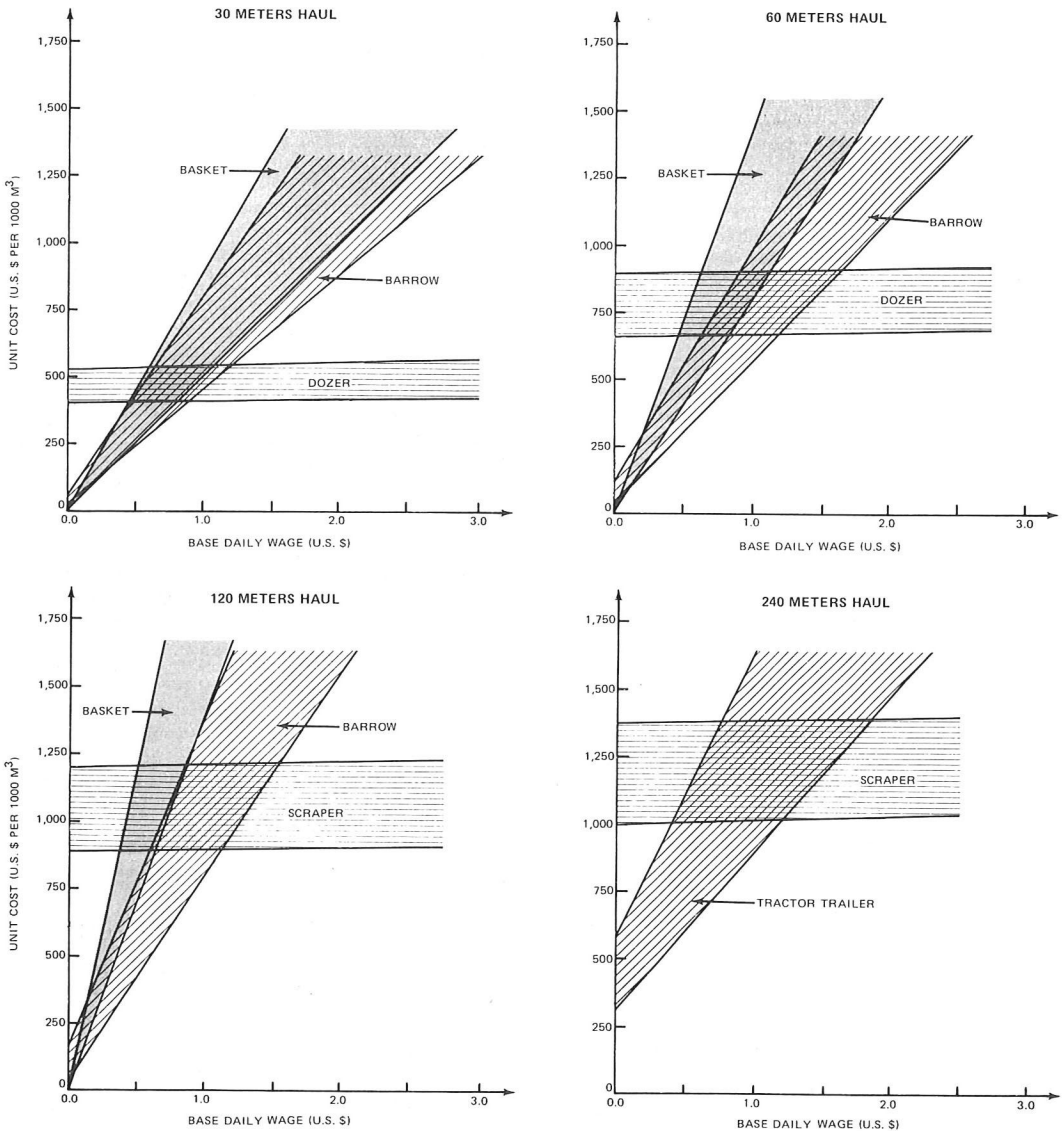 30 METERS HAUL
UNIT COST (U.S. $ PER 1000 M³)
1,750
1,500
1,250
1,000
750
500
250
0
BASKET
BARROW
DOZER
0.0
1.0
2.0
3.0
BASE DAILY WAGE (U.S. $)
60 METERS HAUL
1,750
1,500
1,250
1,000
750
500
250
0
BASKET
BARROW
DOZER
0.0
1.0
2.0
3.0
BASE DAILY WAGE (U.S. $)
120 METERS HAUL
UNIT COST (U.S. $ PER 1000 M³)
1,750
1,500
1,250
1,000
750
500
250
0
BASKET
BARROW
SCRAPER
0.0
1.0
2.0
3.0
BASE DAILY WAGE (U.S. $)
240 METERS HAUL
1,750
1,500
1,250
1,000
750
500
250
0
SCRAPER
TRACTOR TRAILER
0.0
1.0
2.0
3.0
BASE DAILY WAGE (U.S. $)